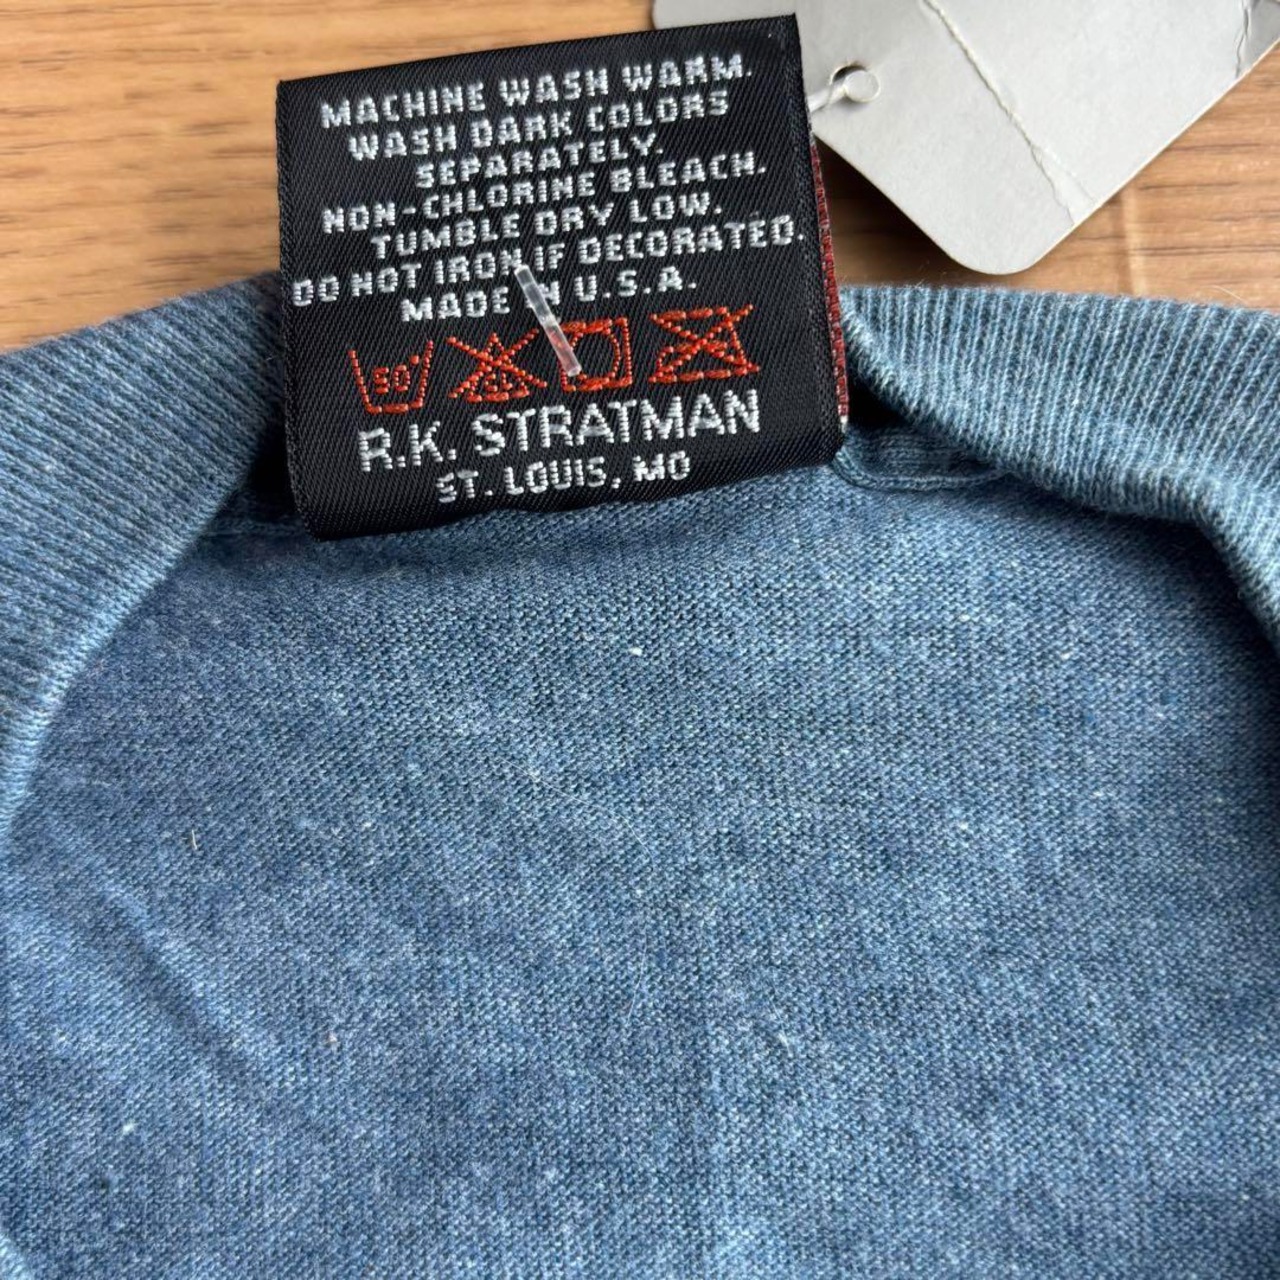 MACHINE WASH WARM.
WASH DARK COLORS
SEPARATELY.
NON-CHLORINE BLEACH.
TUMBLE DRY LOW.
DO NOT IRON IF DECORATED.
MADE IN U.S.A.
50°
R.K. STRATMAN
ST. LOUIS, MO